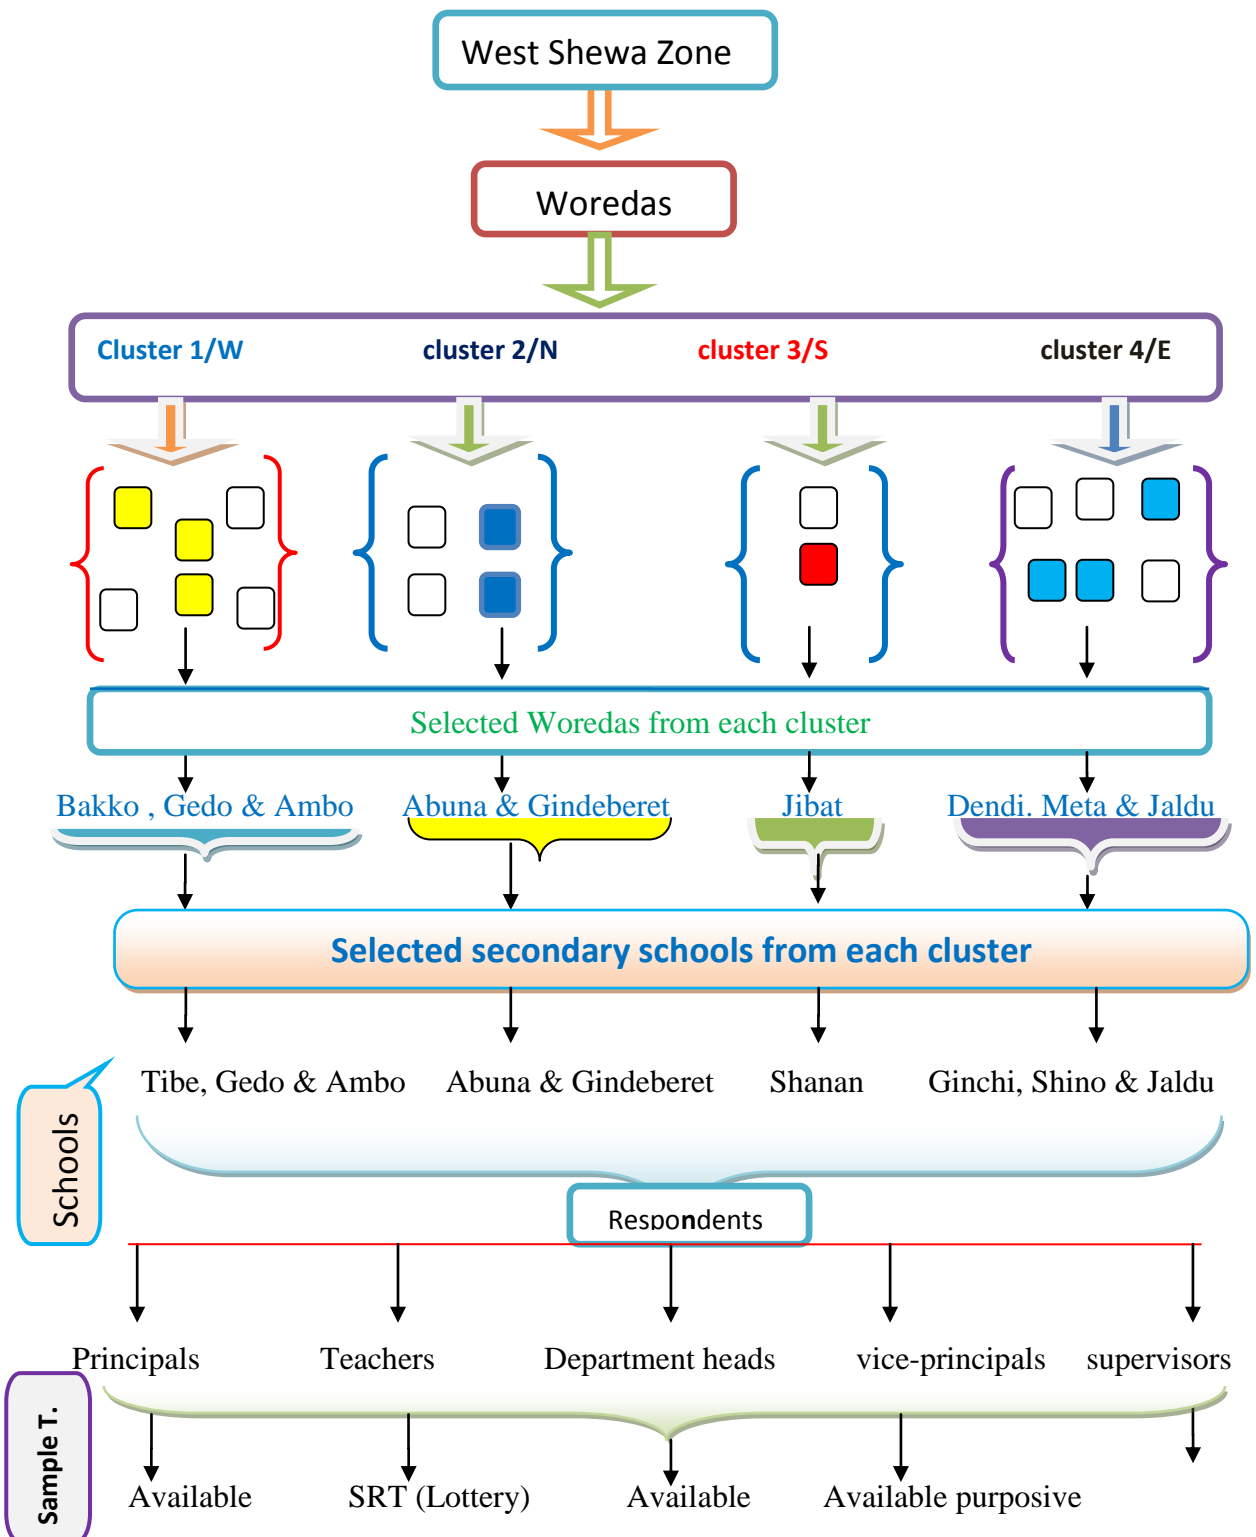 West Shewa Zone
Woredas
Cluster 1/W cluster 2/N cluster 3/S cluster 4/E
Selected Woredas from each cluster
Bakko , Gedo & Ambo Abuna & Gindeberet Jibat Dendi. Meta & Jaldu
Selected secondary schools from each cluster
Schools
Tibe, Gedo & Ambo Abuna & Gindeberet Shanan Ginchi, Shino & Jaldu
Respondents
Principals Teachers Department heads vice-principals supervisors
Sample T.
Available SRT (Lottery) Available Available purposive